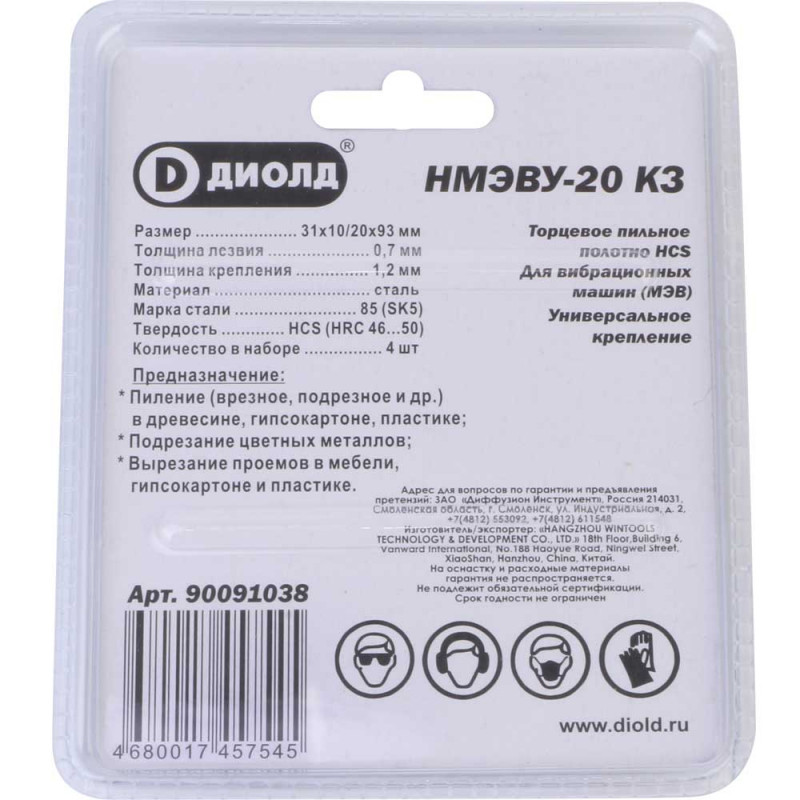 D ДИОЛД ®
НМЭВУ-20 КЗ
Размер ..................... 31x10/20x93 мм
Толщина лезвия ................ 0,7 мм
Толщина крепления ........... 1,2 мм
Материал ........................... сталь
Марка стали ................... 85 (SK5)
Твердость .......... HCS (HRC 46...50)
Количество в наборе ............. 4 шт
Торцевое пильное
полотно HCS
Для вибрационных
машин (МЭВ)
Универсальное
крепление
Предназначение:
* Пиление (врезное, подрезное и др.)
в древесине, гипсокартоне, пластике;
* Подрезание цветных металлов;
* Вырезание проемов в мебели,
гипсокартоне и пластике.
Адрес для вопросов по гарантии и предъявления
претензий: ЗАО «Диффузион Инструмент», Россия 214031,
Смоленская область, г. Смоленск, ул. Индустриальная, д. 2,
+7(4812) 553092, +7(4812) 611548
Изготовитель/экспортер: «HANGZHOU WINTOOLS
TECHNOLOGY & DEVELOPMENT CO., LTD.» 18th Floor,Building 6,
Vanward International, No.188 Haoyue Road, Ningwei Street,
XiaoShan, Hanzhou, China, Китай.
На оснастку и расходные материалы
гарантия не распространяется.
Не подлежит обязательной сертификации.
Срок годности не ограничен
Арт. 90091038
4 680017 457545
www.diold.ru